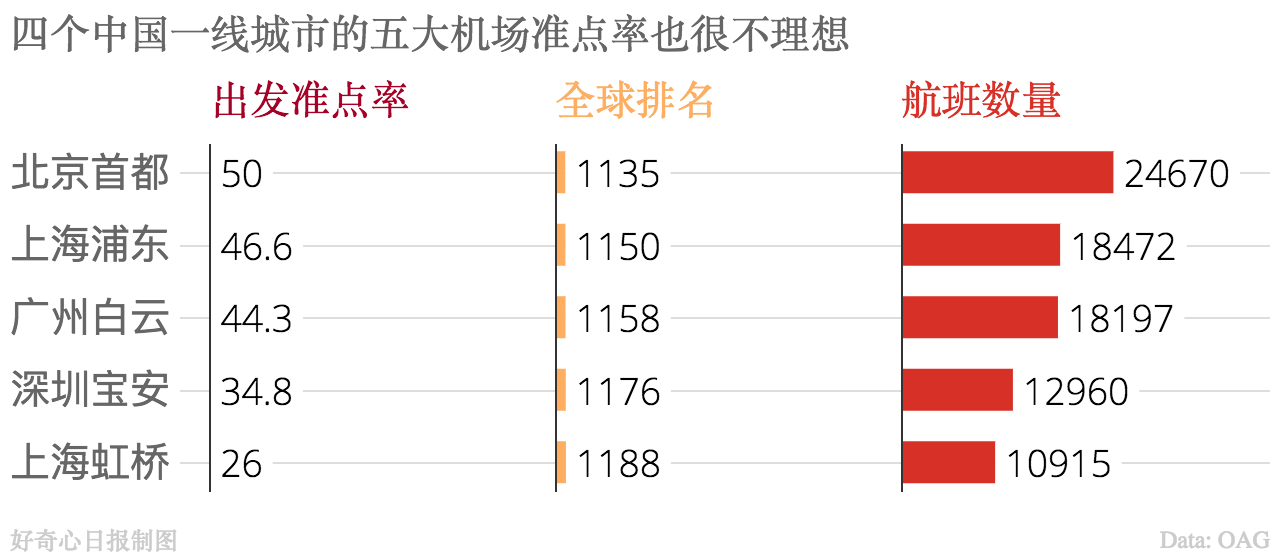 四个中国一线城市的五大机场准点率也很不理想
出发准点率 全球排名 航班数量
北京首都 50 1135 24670
上海浦东 46.6 1150 18472
广州白云 44.3 1158 18197
深圳宝安 34.8 1176 12960
上海虹桥 26 1188 10915
好奇心日报制图 Data: OAG